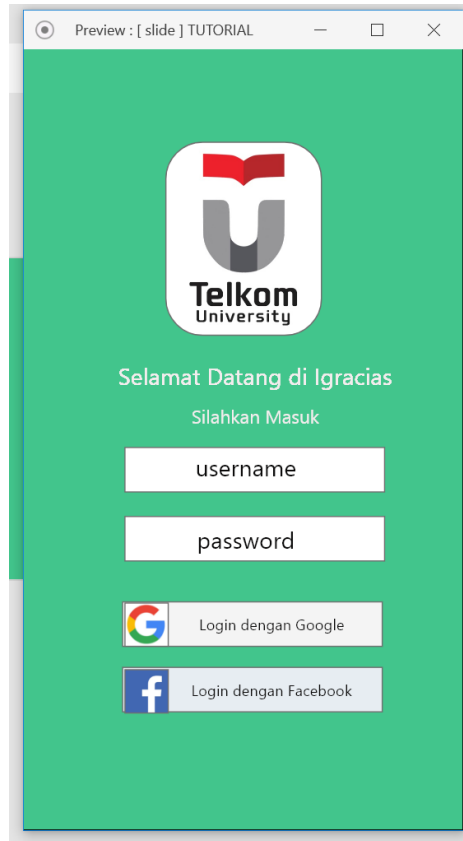 Preview : [ slide ] TUTORIAL
Telkom
University
Selamat Datang di Igracias
Silahkan Masuk
username
password
Login dengan Google
Login dengan Facebook